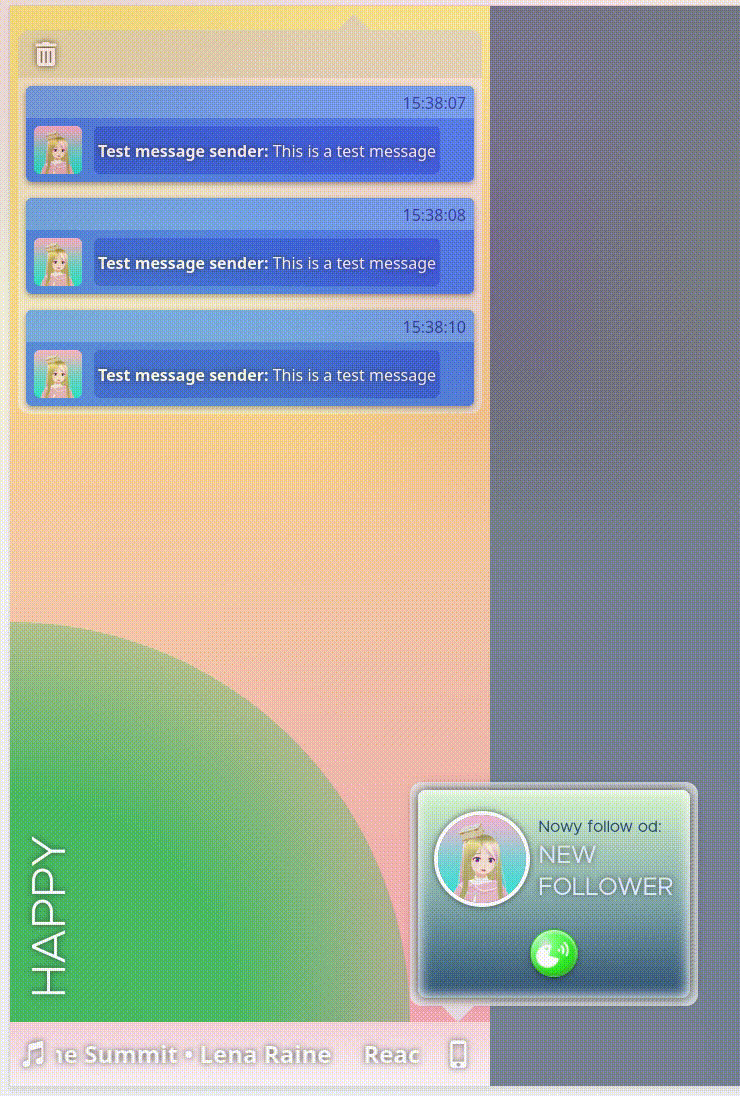 15:38:07
Test message sender: This is a test message
15:38:08
Test message sender: This is a test message
15:38:10
Test message sender: This is a test message
HAPPY
Nowy follow od:
NEW
FOLLOWER
Summit • Lena Raine